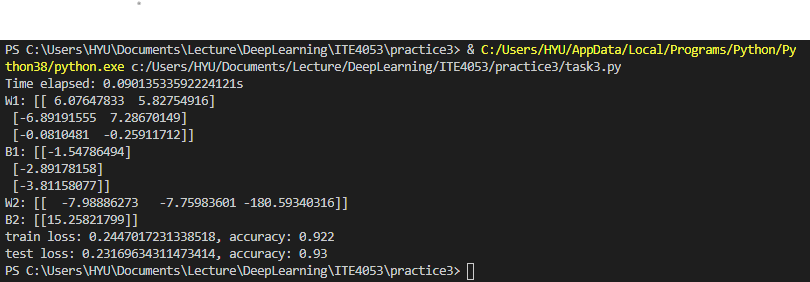 PS C:\Users\HYU\Documents\Lecture\DeepLearning\ITE4053\practice3> & C:/Users/HYU/AppData/Local/Programs/Python/Py
thon38/python.exe c:/HYU/Documents/Lecture/DeepLearning/ITE4053/practice3/task3.py
Time elapsed: 0.09013533592224121s
W1: [[ 6.07647833  5.82754916]
 [-6.89191555  7.28670149]
 [-0.0810481  -0.25911712]]
B1: [[-1.54786494]
 [-2.89178158]
 [-3.81158077]]
W2: [[  -7.98886273   -7.75983601 -180.59340316]]
B2: [[15.25821799]]
train loss: 0.2447017231338518, accuracy: 0.922
test loss: 0.23169634311473414, accuracy: 0.93
PS C:\Users\HYU\Documents\Lecture\DeepLearning\ITE4053\practice3>